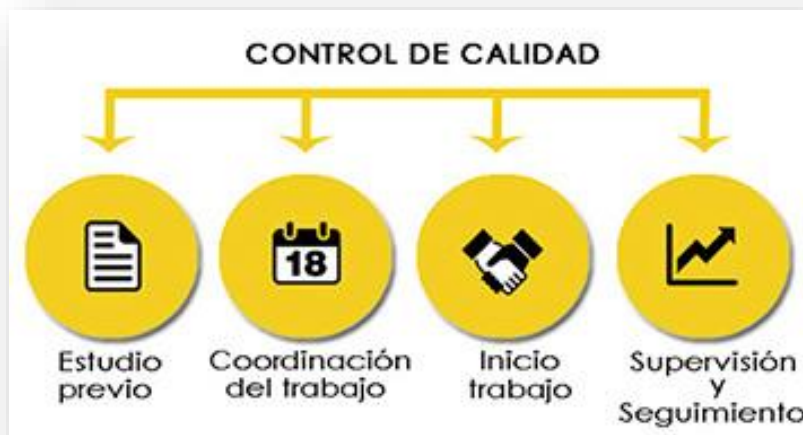 CONTROL DE CALIDAD
18
Estudio
previo
Coordinación
del trabajo
Inicio
trabajo
Supervisión
y
Seguimiento